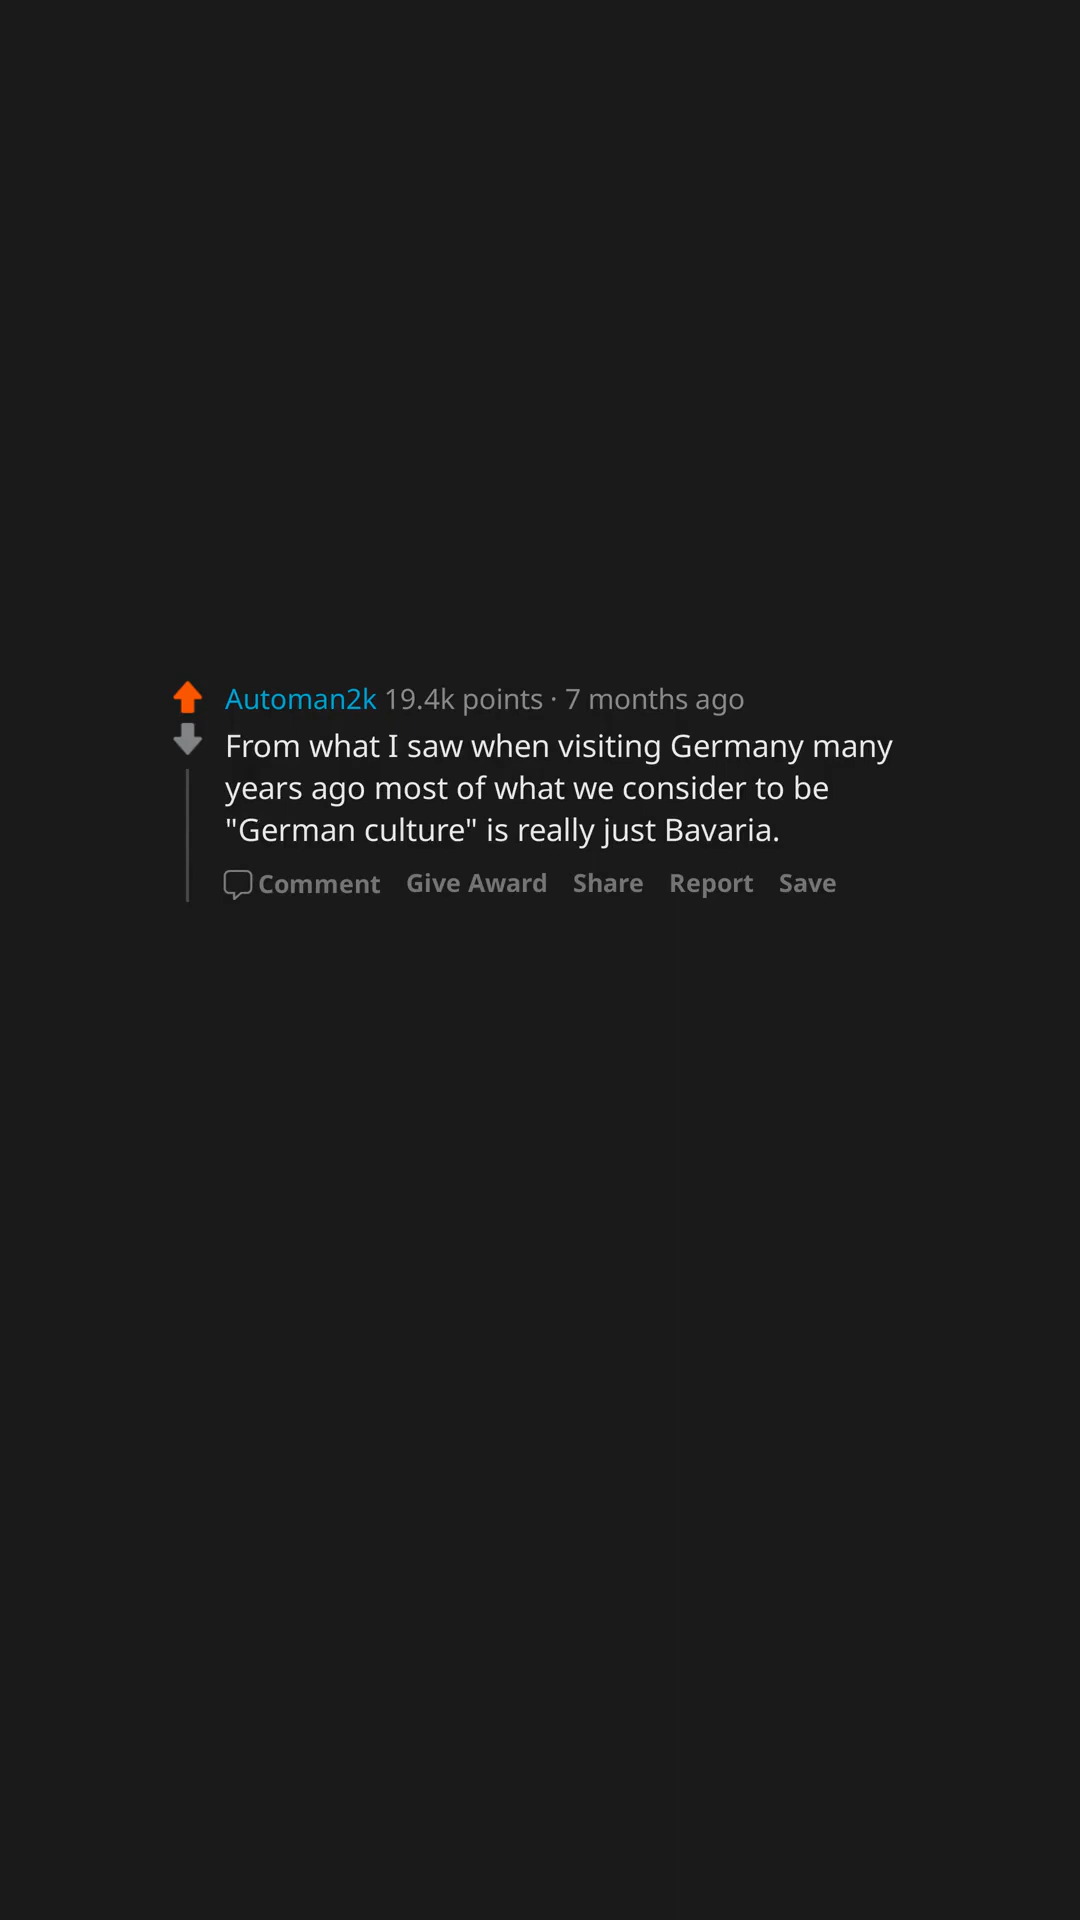 Automan2k 19.4k points · 7 months ago
From what I saw when visiting Germany many
years ago most of what we consider to be
"German culture" is really just Bavaria.
Comment Give Award Share Report Save